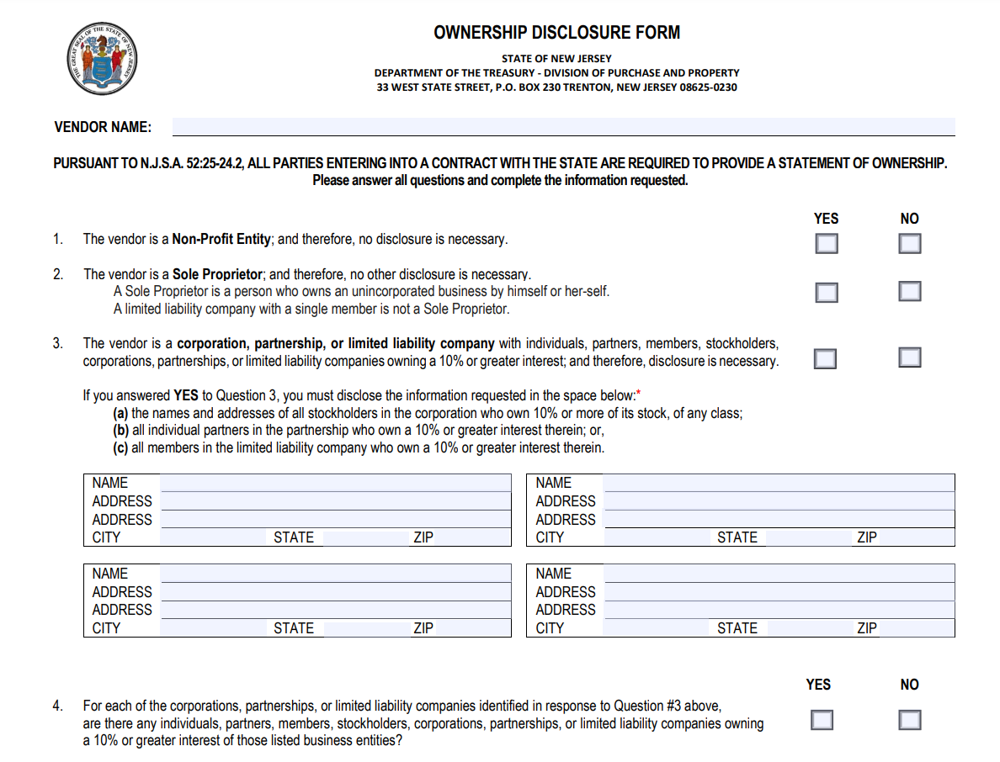 THE GREAT SEAL OF THE STATE OF NEW JERSEY
OWNERSHIP DISCLOSURE FORM
STATE OF NEW JERSEY
DEPARTMENT OF THE TREASURY - DIVISION OF PURCHASE AND PROPERTY
33 WEST STATE STREET, P.O. BOX 230 TRENTON, NEW JERSEY 08625-0230
VENDOR NAME:
PURSUANT TO N.J.S.A. 52:25-24.2, ALL PARTIES ENTERING INTO A CONTRACT WITH THE STATE ARE REQUIRED TO PROVIDE A STATEMENT OF OWNERSHIP.
Please answer all questions and complete the information requested.
YES NO
1. The vendor is a Non-Profit Entity; and therefore, no disclosure is necessary.
2. The vendor is a Sole Proprietor; and therefore, no other disclosure is necessary.
A Sole Proprietor is a person who owns an unincorporated business by himself or her-self.
A limited liability company with a single member is not a Sole Proprietor.
3. The vendor is a corporation, partnership, or limited liability company with individuals, partners, members, stockholders,
corporations, partnerships, or limited liability companies owning a 10% or greater interest; and therefore, disclosure is necessary.
If you answered YES to Question 3, you must disclose the information requested in the space below:*
(a) the names and addresses of all stockholders in the corporation who own 10% or more of its stock, of any class;
(b) all individual partners in the partnership who own a 10% or greater interest therein; or,
(c) all members in the limited liability company who own a 10% or greater interest therein.
NAME
ADDRESS
ADDRESS
CITY STATE ZIP
NAME
ADDRESS
ADDRESS
CITY STATE ZIP
NAME
ADDRESS
ADDRESS
CITY STATE ZIP
NAME
ADDRESS
ADDRESS
CITY STATE ZIP
YES NO
4. For each of the corporations, partnerships, or limited liability companies identified in response to Question #3 above,
are there any individuals, partners, members, stockholders, corporations, partnerships, or limited liability companies owning
a 10% or greater interest of those listed business entities?